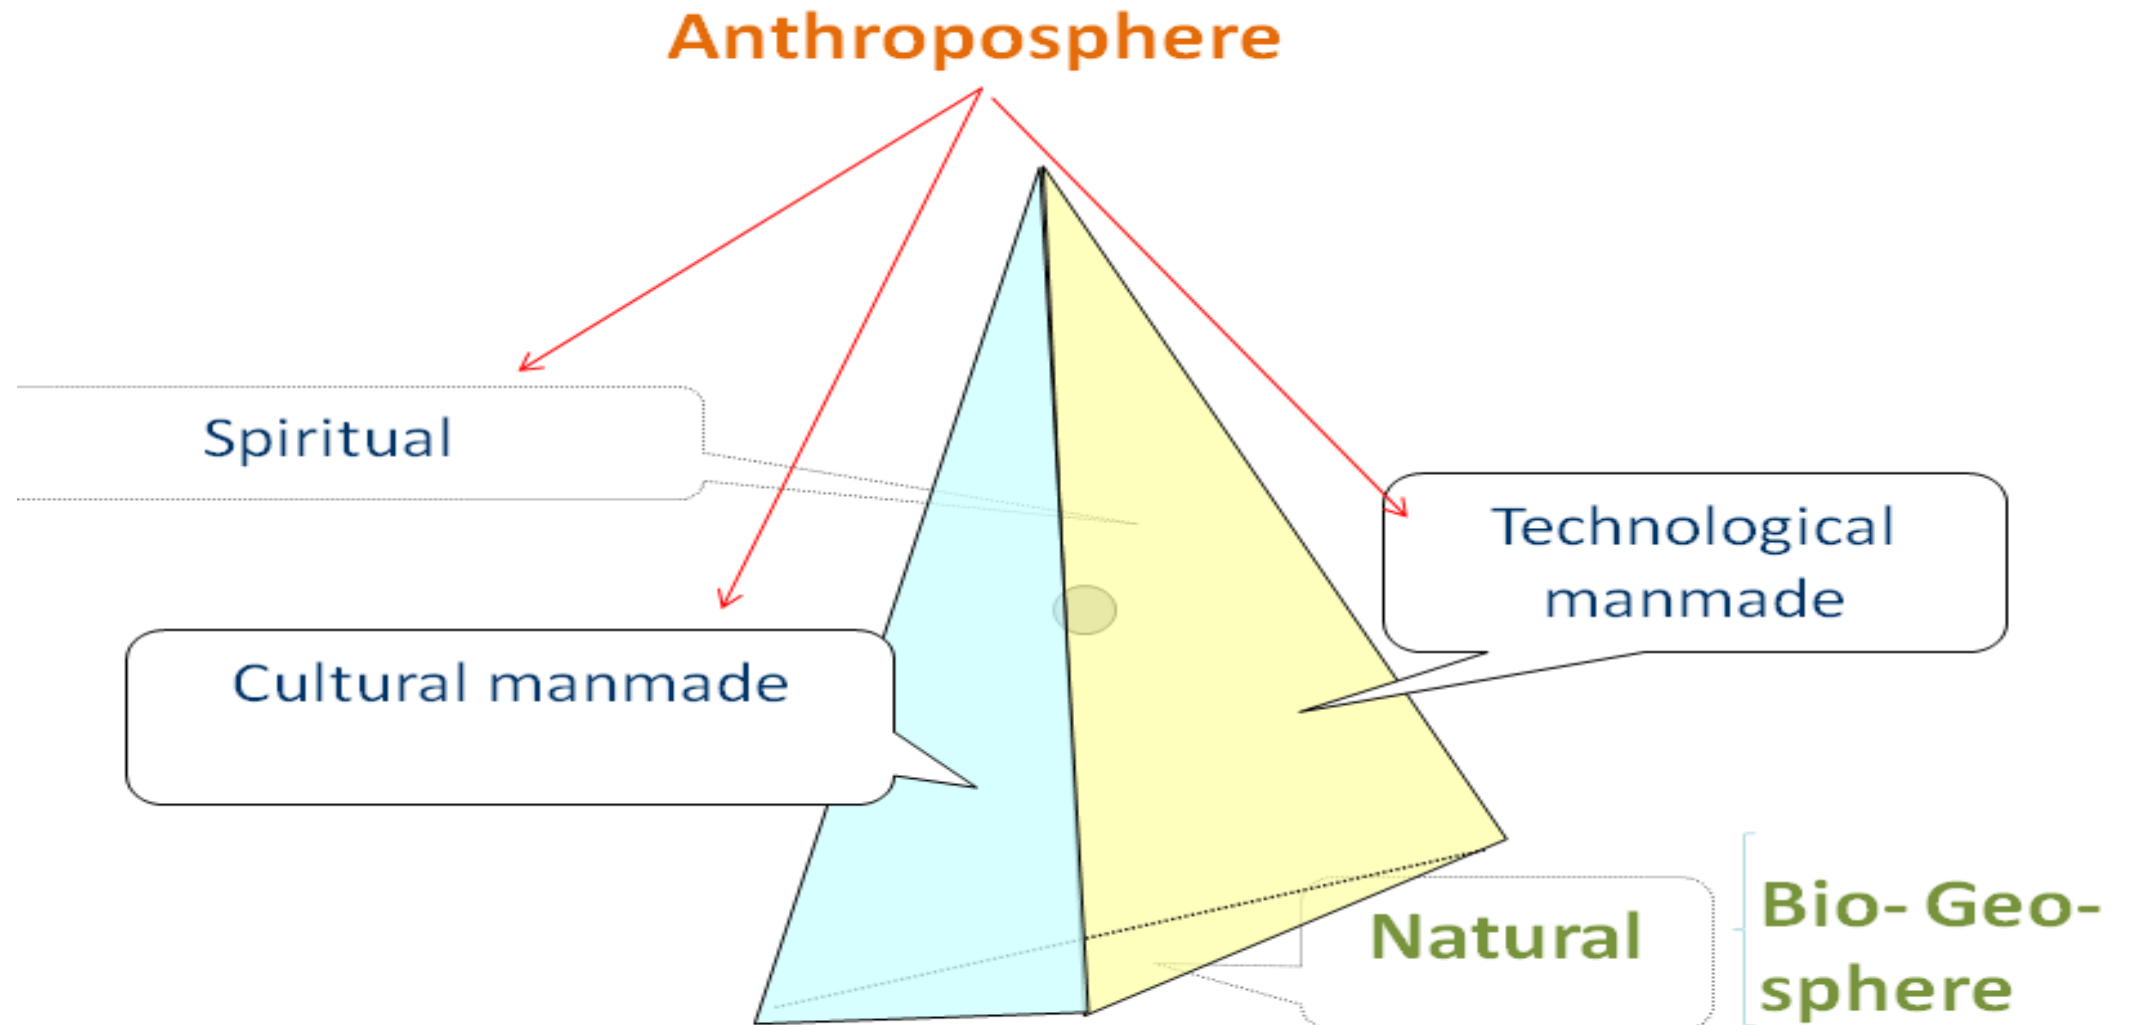 Anthroposphere
Spiritual
Technological
manmade
Cultural manmade
Natural
Bio- Geo-
sphere